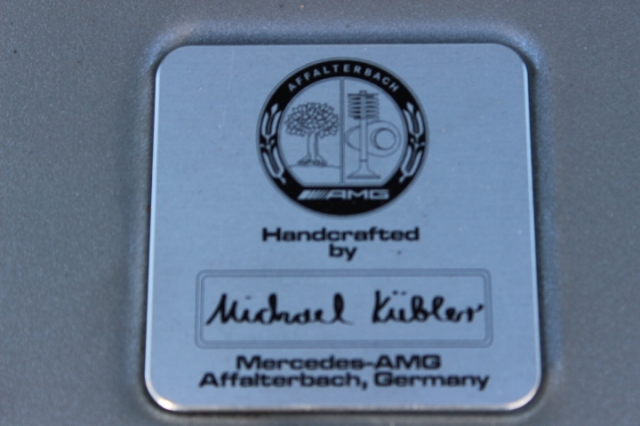 AFFALTERBACH
AMG
Handcrafted
by
Michael Kübler
Mercedes-AMG
Affalterbach, Germany